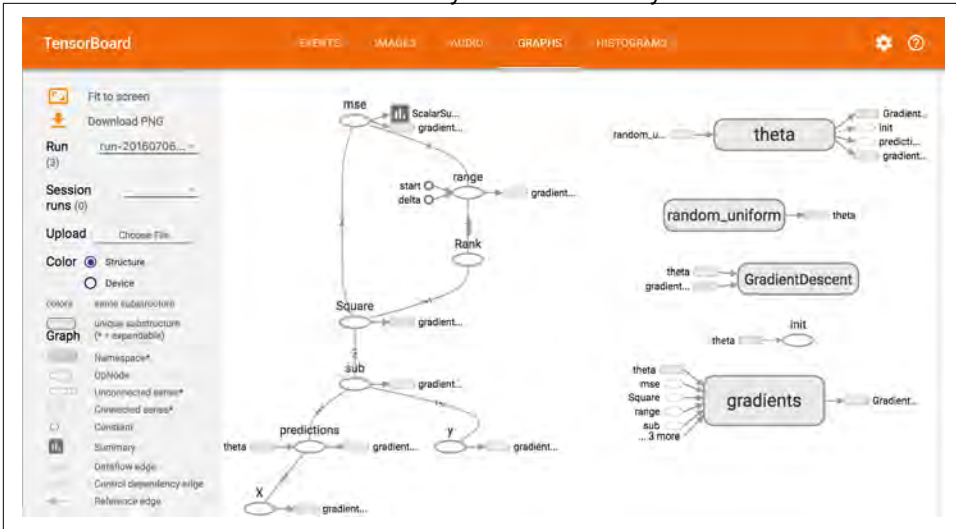 TensorBoard
EVENTS
IMAGES
AUDIO
GRAPHS
HISTOGRAMS
Fit to screen
Download PNG
Run
(3)
run-20160706...
Session
runs (0)
Upload
Choose File
Color
Structure
Device
colors same substructure
unique substructure
Graph
(* = expandable)
Namespace*
OpNode
Unconnected series*
Connected series*
Constant
Summary
Dataflow edge
Control dependency edge
Reference edge
mse
ScalarSu...
gradient...
range
start
delta
gradient...
Rank
Square
gradient...
sub
gradient...
predictions
theta
gradient...
y
gradient...
X
gradient...
random_u...
theta
Gradient...
init
predicti...
gradient...
random_uniform
theta
theta
gradient...
GradientDescent
init
theta
theta
mse
Square
range
sub
... 3 more
gradients
Gradient...